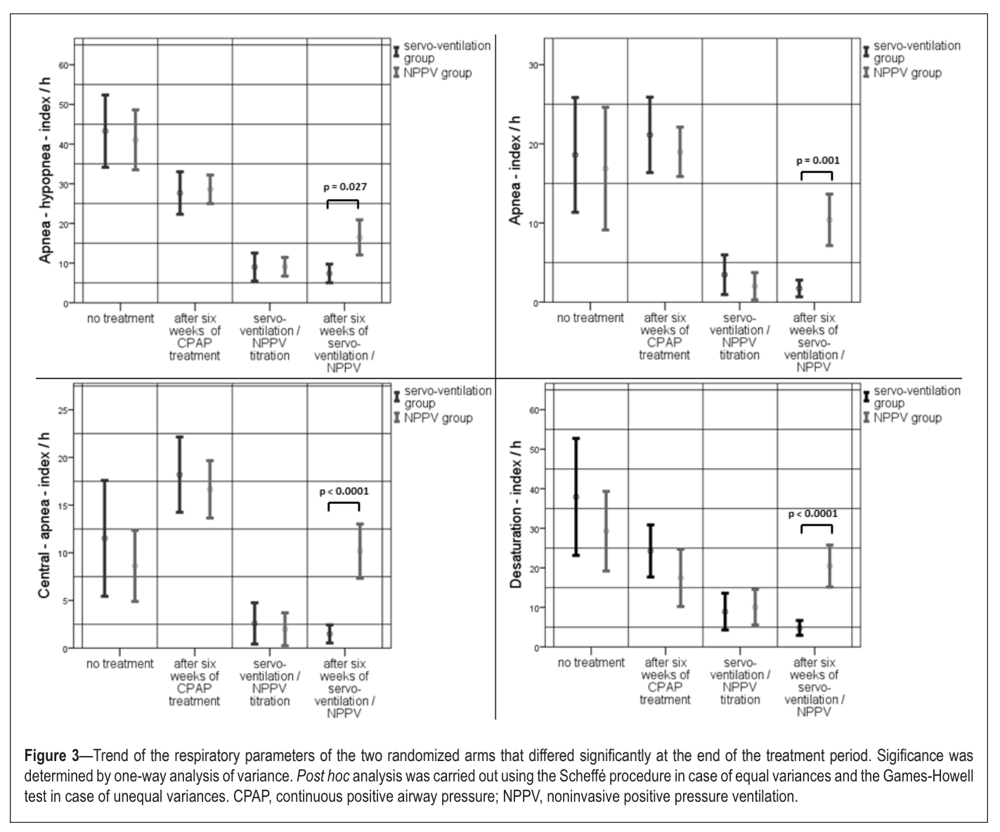 Apnea - hypopnea - index / h
60
50
40
30
20
10
0
p = 0.027
servo-ventilation
group
NPPV group
no treatment
after six
weeks of
CPAP
treatment
servo-
ventilation /
NPPV
titration
after six
weeks of
servo-
ventilation /
NPPV
Apnea - index / h
30
20
10
0
p = 0.001
servo-ventilation
group
NPPV group
no treatment
after six
weeks of
CPAP
treatment
servo-
ventilation /
NPPV
titration
after six
weeks of
servo-
ventilation /
NPPV
Central - apnea - index / h
25
20
15
10
5
0
p < 0.0001
servo-ventilation
group
NPPV group
no treatment
after six
weeks of
CPAP
treatment
servo-
ventilation /
NPPV
titration
after six
weeks of
servo-
ventilation /
NPPV
Desaturation - index / h
60
50
40
30
20
10
0
p < 0.0001
servo-ventilation
group
NPPV group
no treatment
after six
weeks of
CPAP
treatment
servo-
ventilation /
NPPV
titration
after six
weeks of
servo-
ventilation /
NPPV
Figure 3—Trend of the respiratory parameters of the two randomized arms that differed significantly at the end of the treatment period. Sigificance was
determined by one-way analysis of variance. Post hoc analysis was carried out using the Scheffé procedure in case of equal variances and the Games-Howell
test in case of unequal variances. CPAP, continuous positive airway pressure; NPPV, noninvasive positive pressure ventilation.